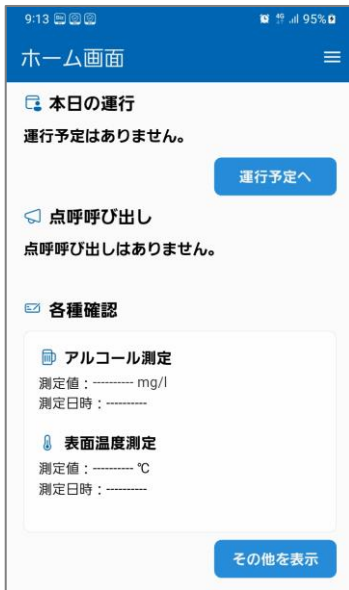 9:13
4G 95%
ホーム画面
本日の運行
運行予定はありません。
運行予定へ
点呼呼び出し
点呼呼び出しはありません。
各種確認
アルコール測定
測定値：---------- mg/l
測定日時：----------
表面温度測定
測定値：---------- ℃
測定日時：----------
その他を表示